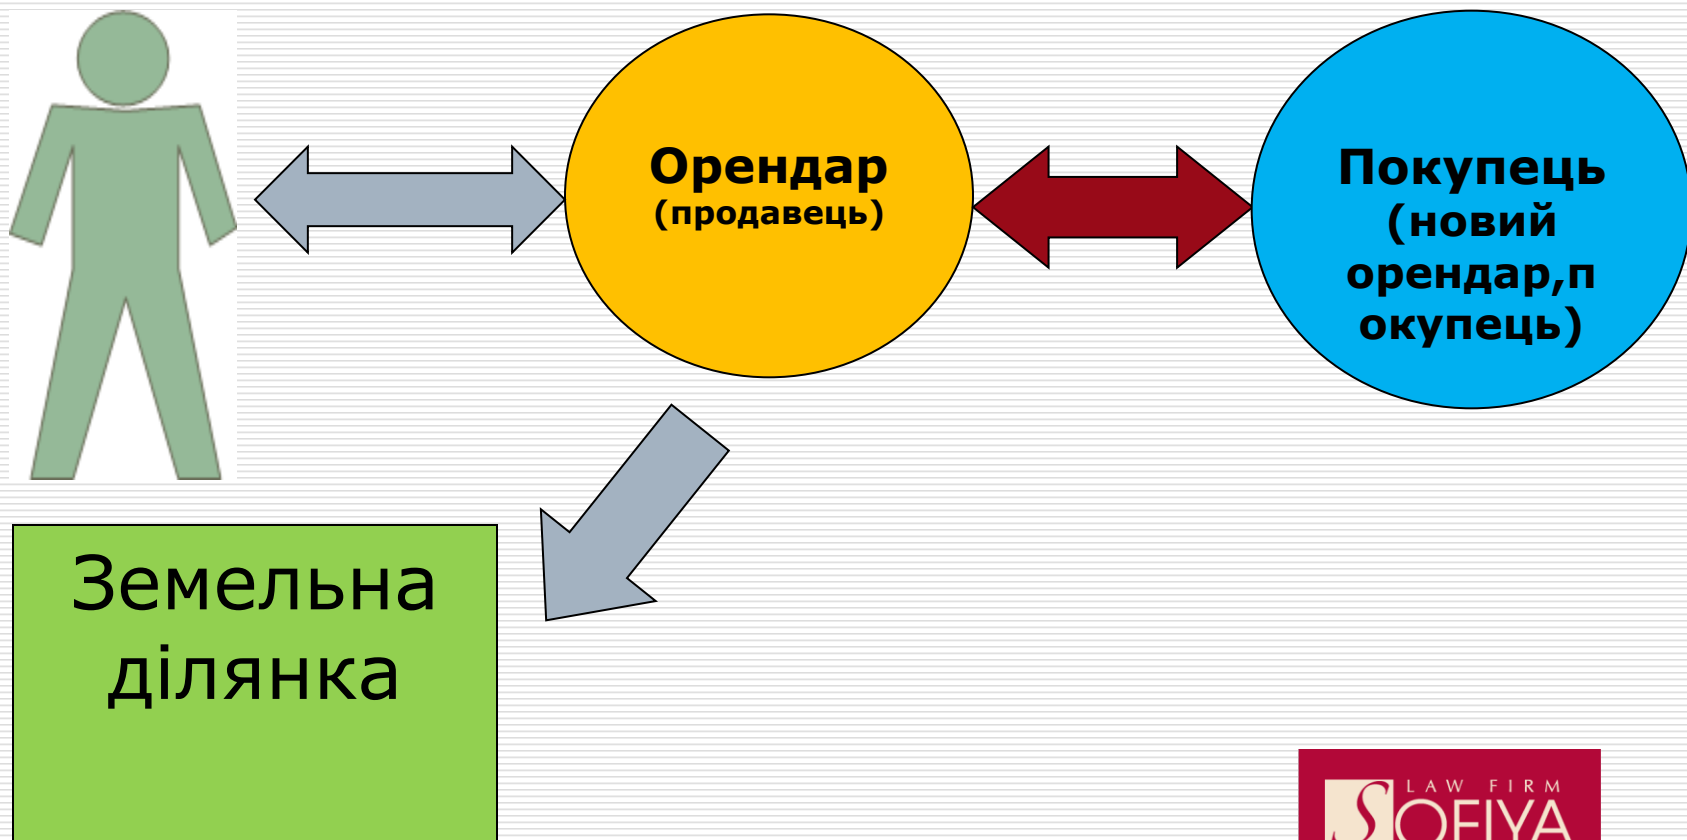 Орендар
(продавець)
Покупець
(новий
орендар,п
окупець)
Земельна
ділянка
LAW FIRM
SOFIYA